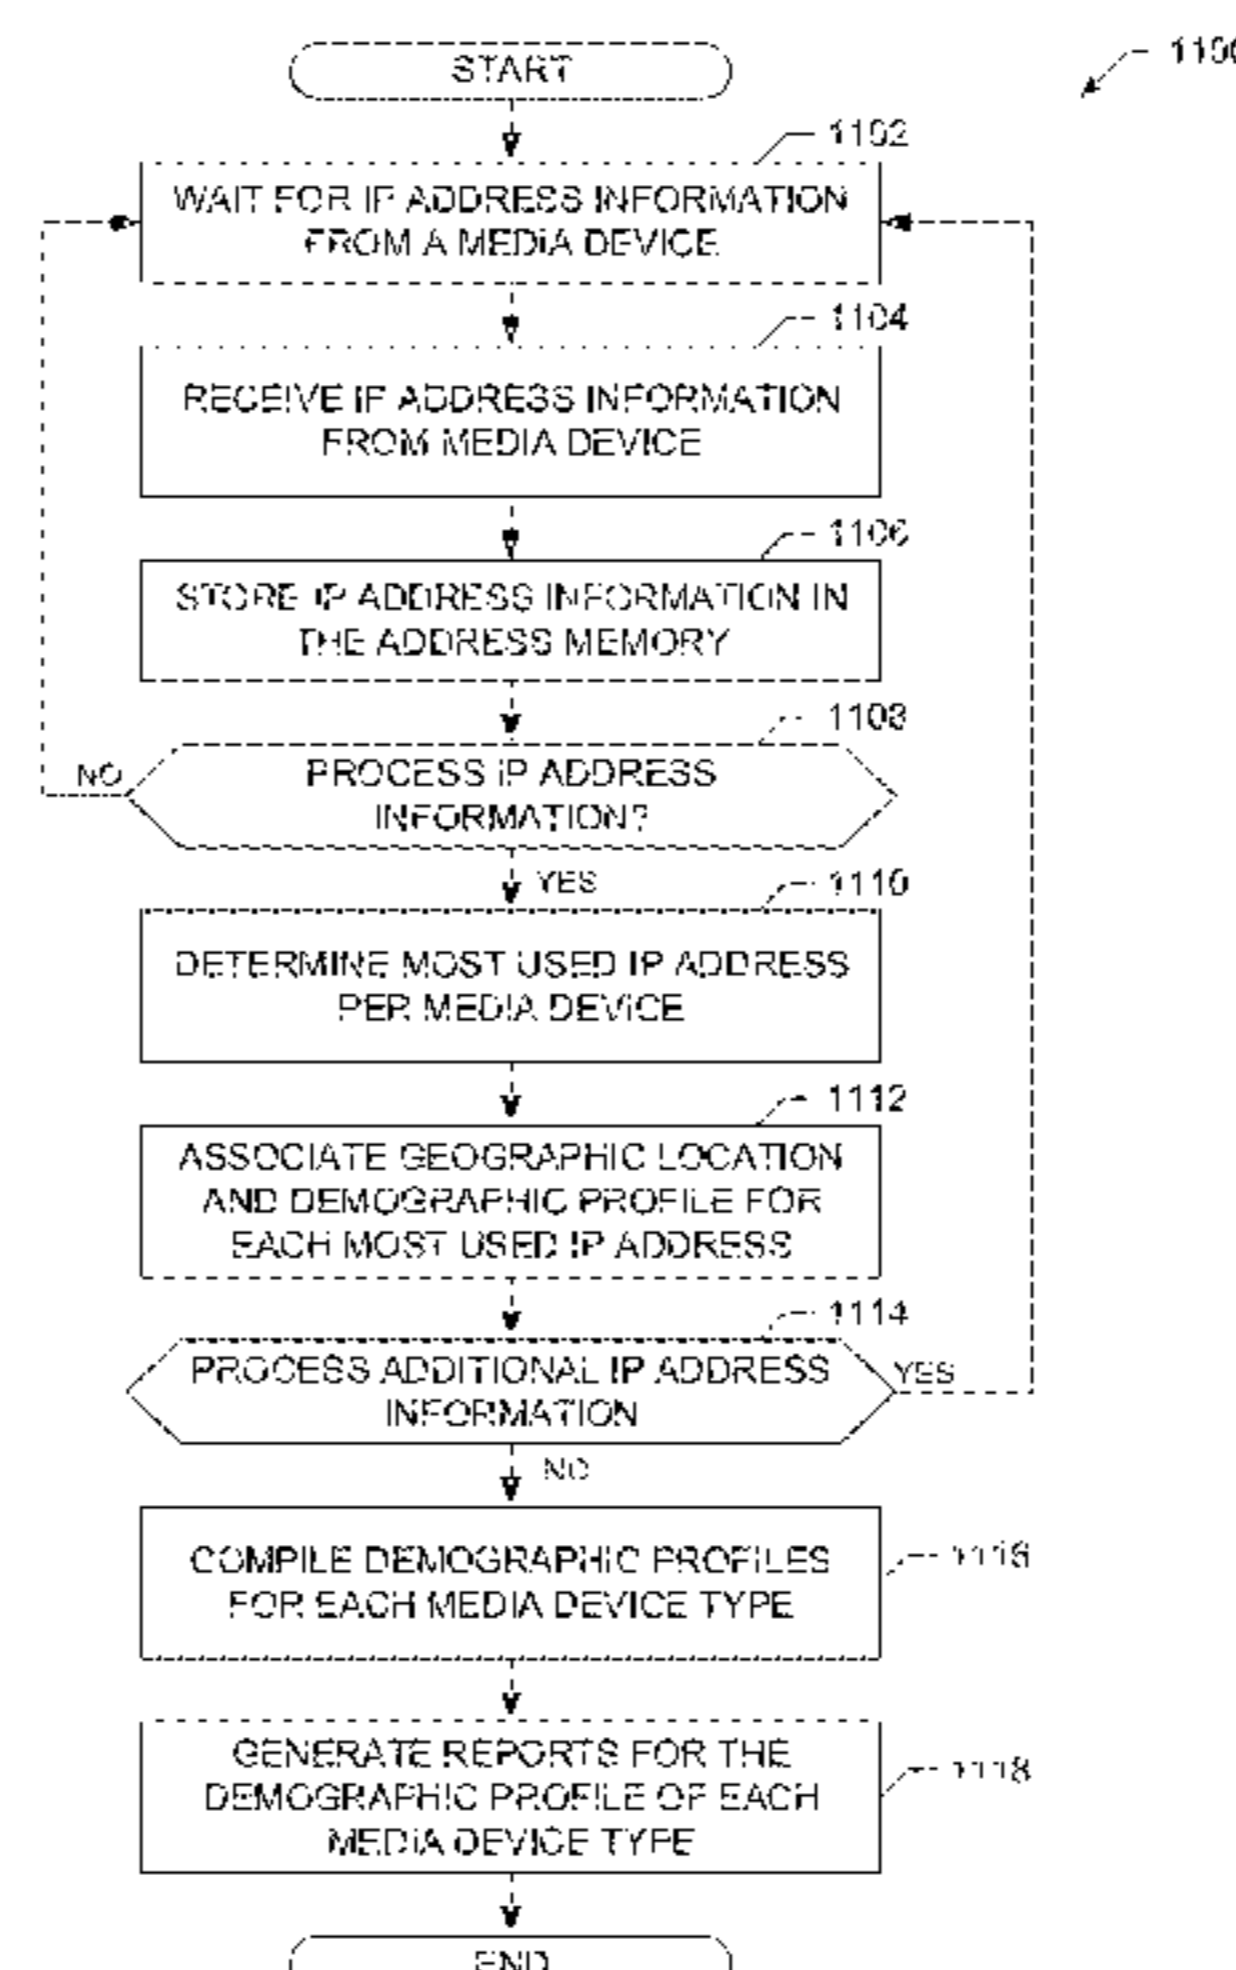 START
1100
1102
WAIT FOR IP ADDRESS INFORMATION
FROM A MEDIA DEVICE
1104
RECEIVE IP ADDRESS INFORMATION
FROM MEDIA DEVICE
1106
STORE IP ADDRESS INFORMATION IN
THE ADDRESS MEMORY
1108
PROCESS IP ADDRESS
INFORMATION?
NO
YES
1110
DETERMINE MOST USED IP ADDRESS
PER MEDIA DEVICE
1112
ASSOCIATE GEOGRAPHIC LOCATION
AND DEMOGRAPHIC PROFILE FOR
EACH MOST USED IP ADDRESS
1114
PROCESS ADDITIONAL IP ADDRESS
INFORMATION
YES
NO
COMPILE DEMOGRAPHIC PROFILES
FOR EACH MEDIA DEVICE TYPE
1116
GENERATE REPORTS FOR THE
DEMOGRAPHIC PROFILE OF EACH
MEDIA DEVICE TYPE
1118
END